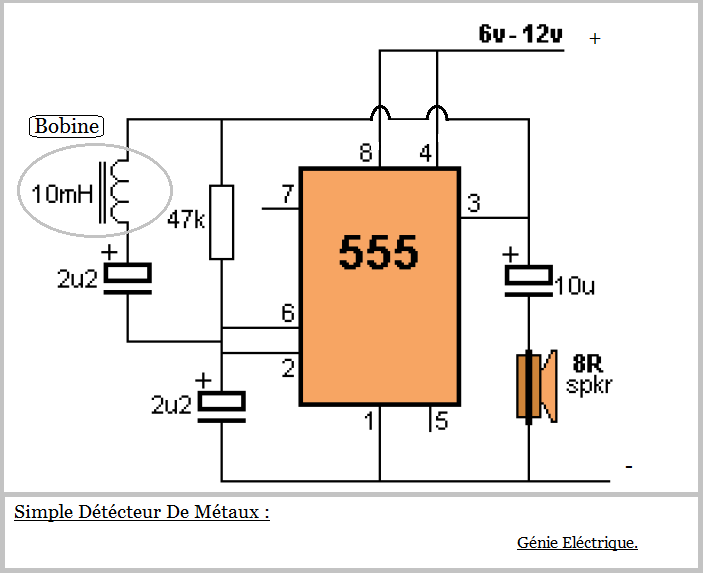 6v - 12v +
Bobine
8 4
10mH
7
3
47k
555
+
+
2u2
10u
6
8R
2
spkr
+
2u2
1
5
-
Simple Détécteur De Métaux :
Génie Eléctrique.